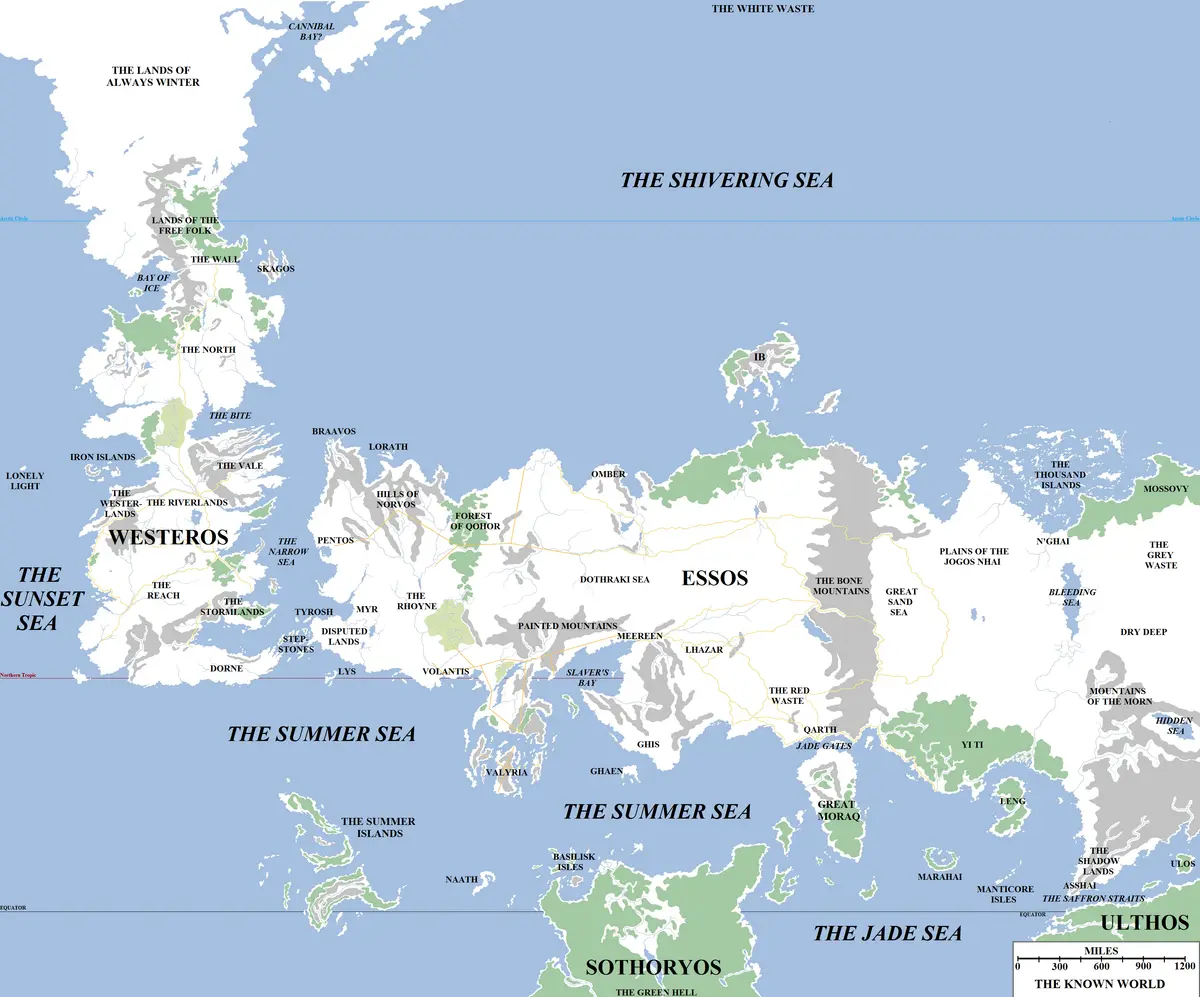 THE WHITE WASTE
CANNIBAL
BAY?
THE LANDS OF
ALWAYS WINTER
THE SHIVERING SEA
Arctic Circle
Arctic Circle
LANDS OF THE
FREE FOLK
THE WALL
SKAGOS
BAY OF
ICE
THE NORTH
IB
THE BITE
BRAAVOS
LORATH
IRON ISLANDS
THE VALE
LONELY
LIGHT
OMBER
THE
THOUSAND
ISLANDS
MOSSOVY
THE
WESTER-
LANDS
THE RIVERLANDS
HILLS OF
NORVOS
FOREST
OF QOHOR
WESTEROS
THE
NARROW
SEA
PENTOS
N'GHAI
THE
GREY
WASTE
PLAINS OF THE
JOGOS NHAI
THE
SUNSET
SEA
THE
REACH
THE
STORMLANDS
TYROSH
MYR
THE
RHOYNE
DOTHRAKI SEA
ESSOS
THE BONE
MOUNTAINS
GREAT
SAND
SEA
BLEEDING
SEA
STEP-
STONES
DISPUTED
LANDS
PAINTED MOUNTAINS
MEEREEN
LHAZAR
DRY DEEP
DORNE
LYS
VOLANTIS
SLAVER'S
BAY
Northern Tropic
THE RED
WASTE
MOUNTAINS
OF THE MORN
HIDDEN
SEA
THE SUMMER SEA
QARTH
JADE GATES
GHIS
YI TI
VALYRIA
GHAEN
THE SUMMER SEA
GREAT
MORAQ
LENG
THE SUMMER
ISLANDS
BASILISK
ISLES
NAATH
MARAHAI
THE
SHADOW
LANDS
ULOS
MANTICORE
ISLES
ASSHAI
THE SAFFRON STRAITS
EQUATOR
EQUATOR
ULTHOS
THE JADE SEA
SOTHORYOS
THE GREEN HELL
MILES
0 300 600 900 1200
THE KNOWN WORLD